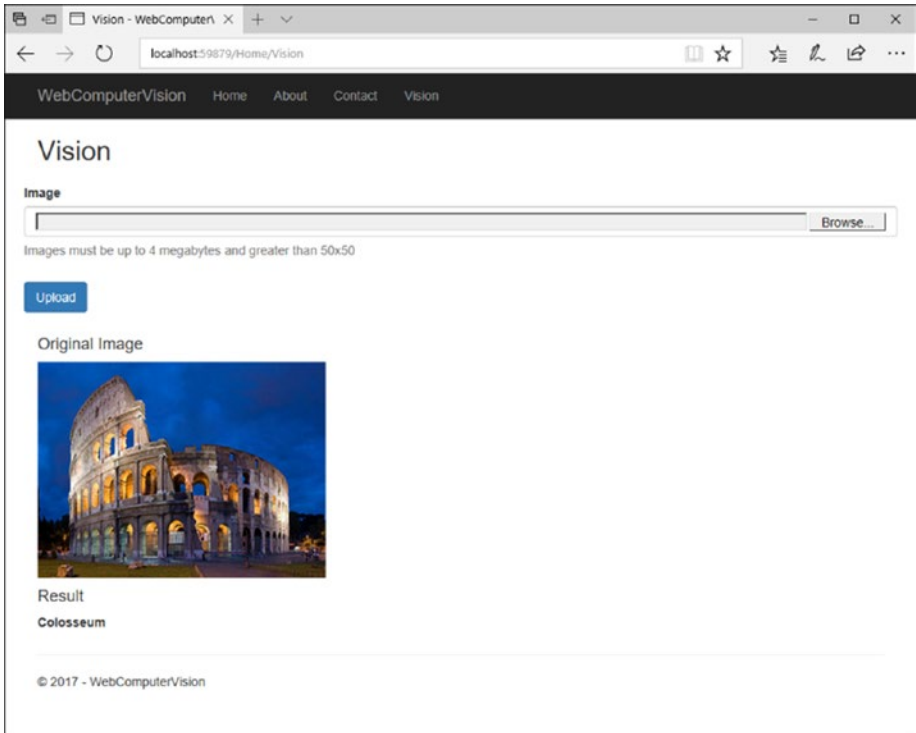 Vision - WebComputerV
localhost:59879/Home/Vision
WebComputerVision Home About Contact Vision
Vision
Image
Browse...
Images must be up to 4 megabytes and greater than 50x50
Upload
Original Image
Result
Colosseum
© 2017 - WebComputerVision